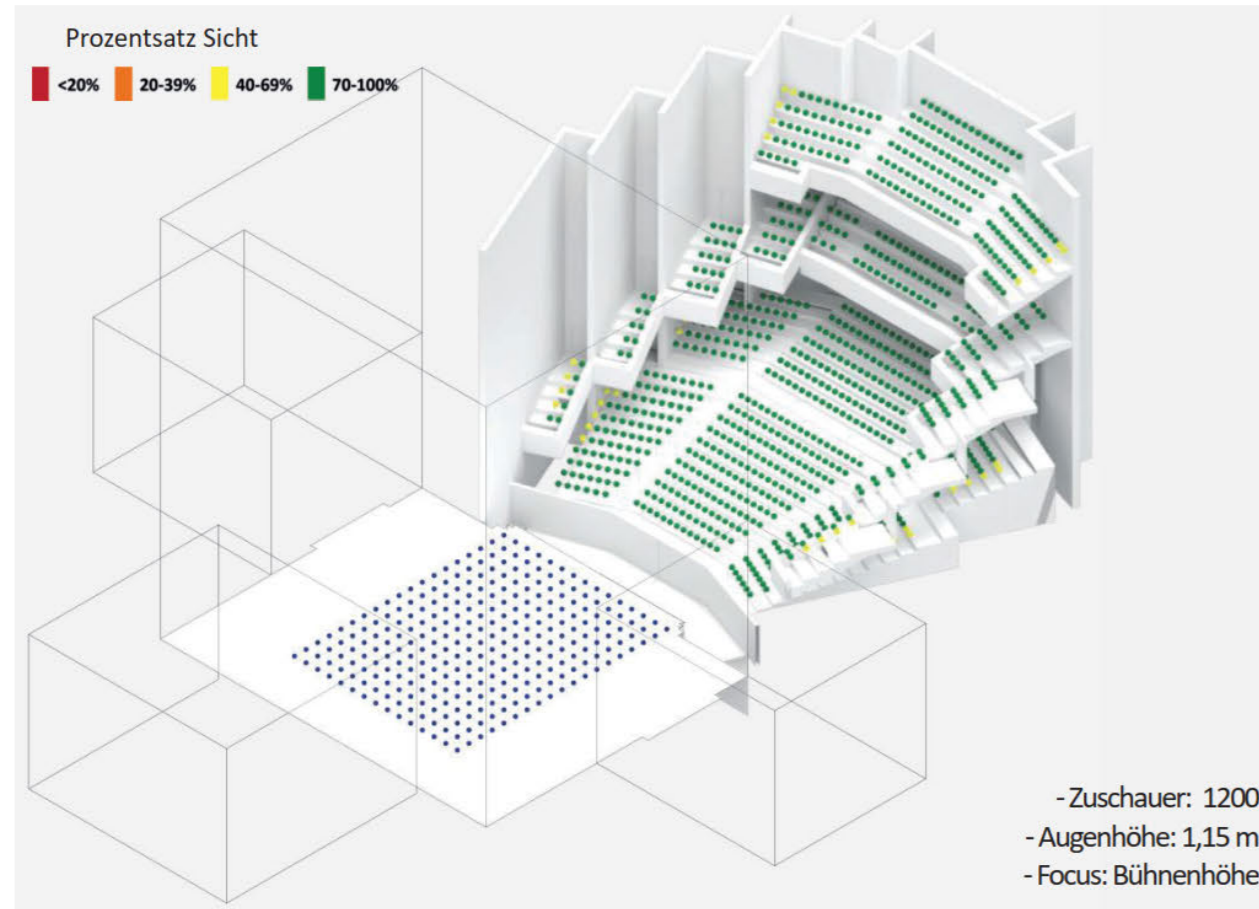 Prozentsatz Sicht
<20% 20-39% 40-69% 70-100%
- Zuschauer: 1200
- Augenhöhe: 1,15 m
- Focus: Bühnenhöhe